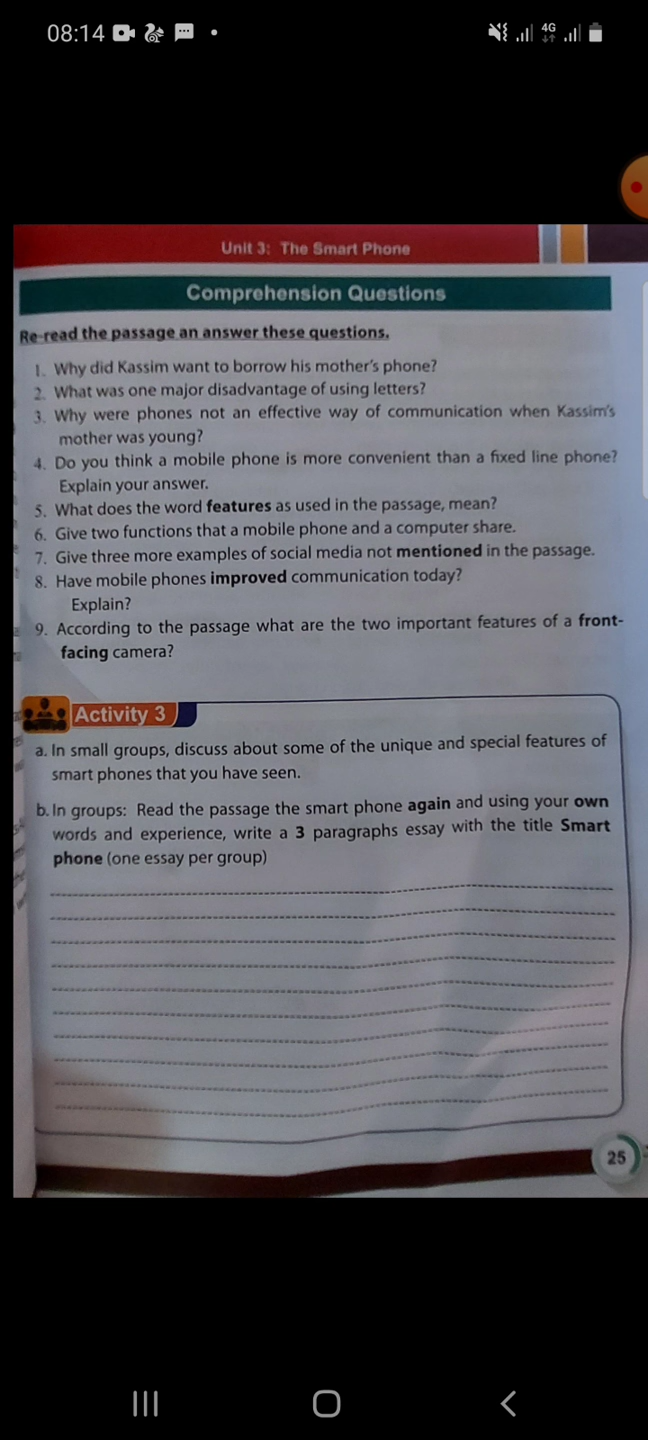 08:14
4G
Unit 3: The Smart Phone
Comprehension Questions
Re-read the passage an answer these questions.
1. Why did Kassim want to borrow his mother's phone?
2. What was one major disadvantage of using letters?
3. Why were phones not an effective way of communication when Kassim's
mother was young?
4. Do you think a mobile phone is more convenient than a fixed line phone?
Explain your answer.
5. What does the word features as used in the passage, mean?
6. Give two functions that a mobile phone and a computer share.
7. Give three more examples of social media not mentioned in the passage.
8. Have mobile phones improved communication today?
Explain?
9. According to the passage what are the two important features of a front-
facing camera?
Activity 3
a. In small groups, discuss about some of the unique and special features of
smart phones that you have seen.
b. In groups: Read the passage the smart phone again and using your own
words and experience, write a 3 paragraphs essay with the title Smart
phone (one essay per group)
25